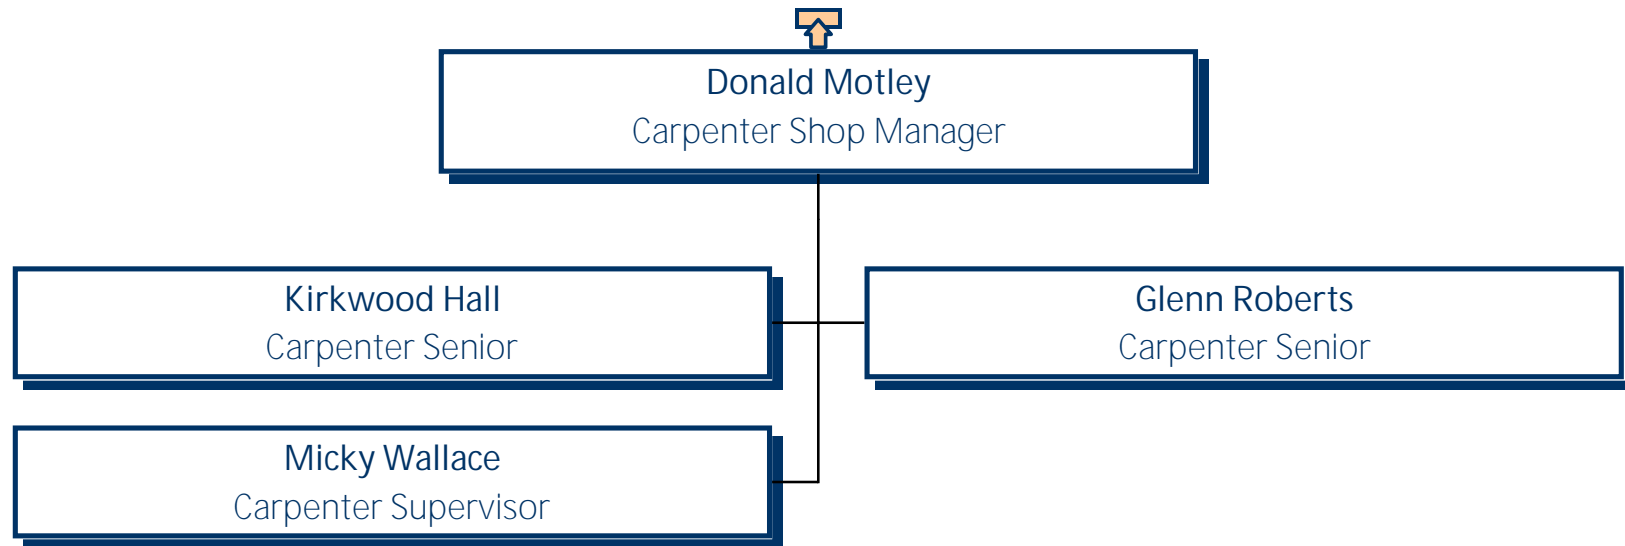 Donald Motley
Carpenter Shop Manager
Kirkwood Hall
Carpenter Senior
Glenn Roberts
Carpenter Senior
Micky Wallace
Carpenter Supervisor